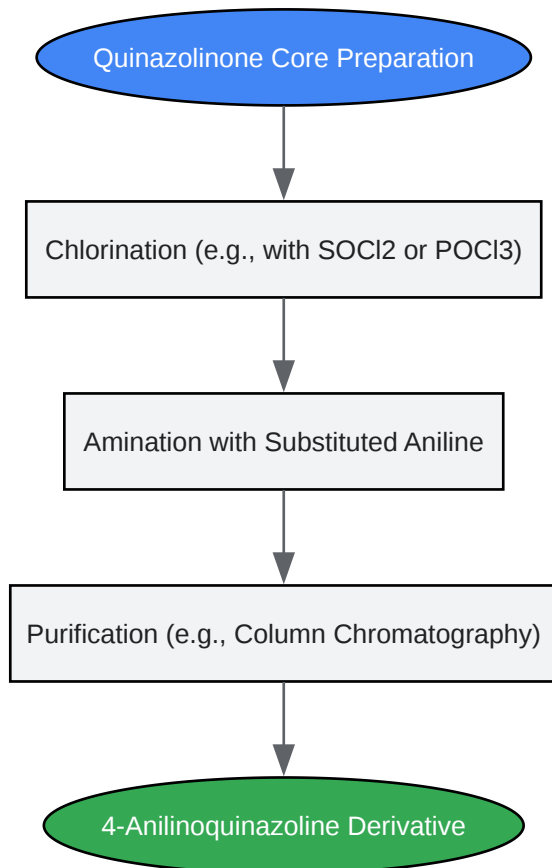 Quinazolinone Core Preparation
Chlorination (e.g., with SOCl2 or POCl3)
Amination with Substituted Aniline
Purification (e.g., Column Chromatography)
4-Anilinoquinazoline Derivative